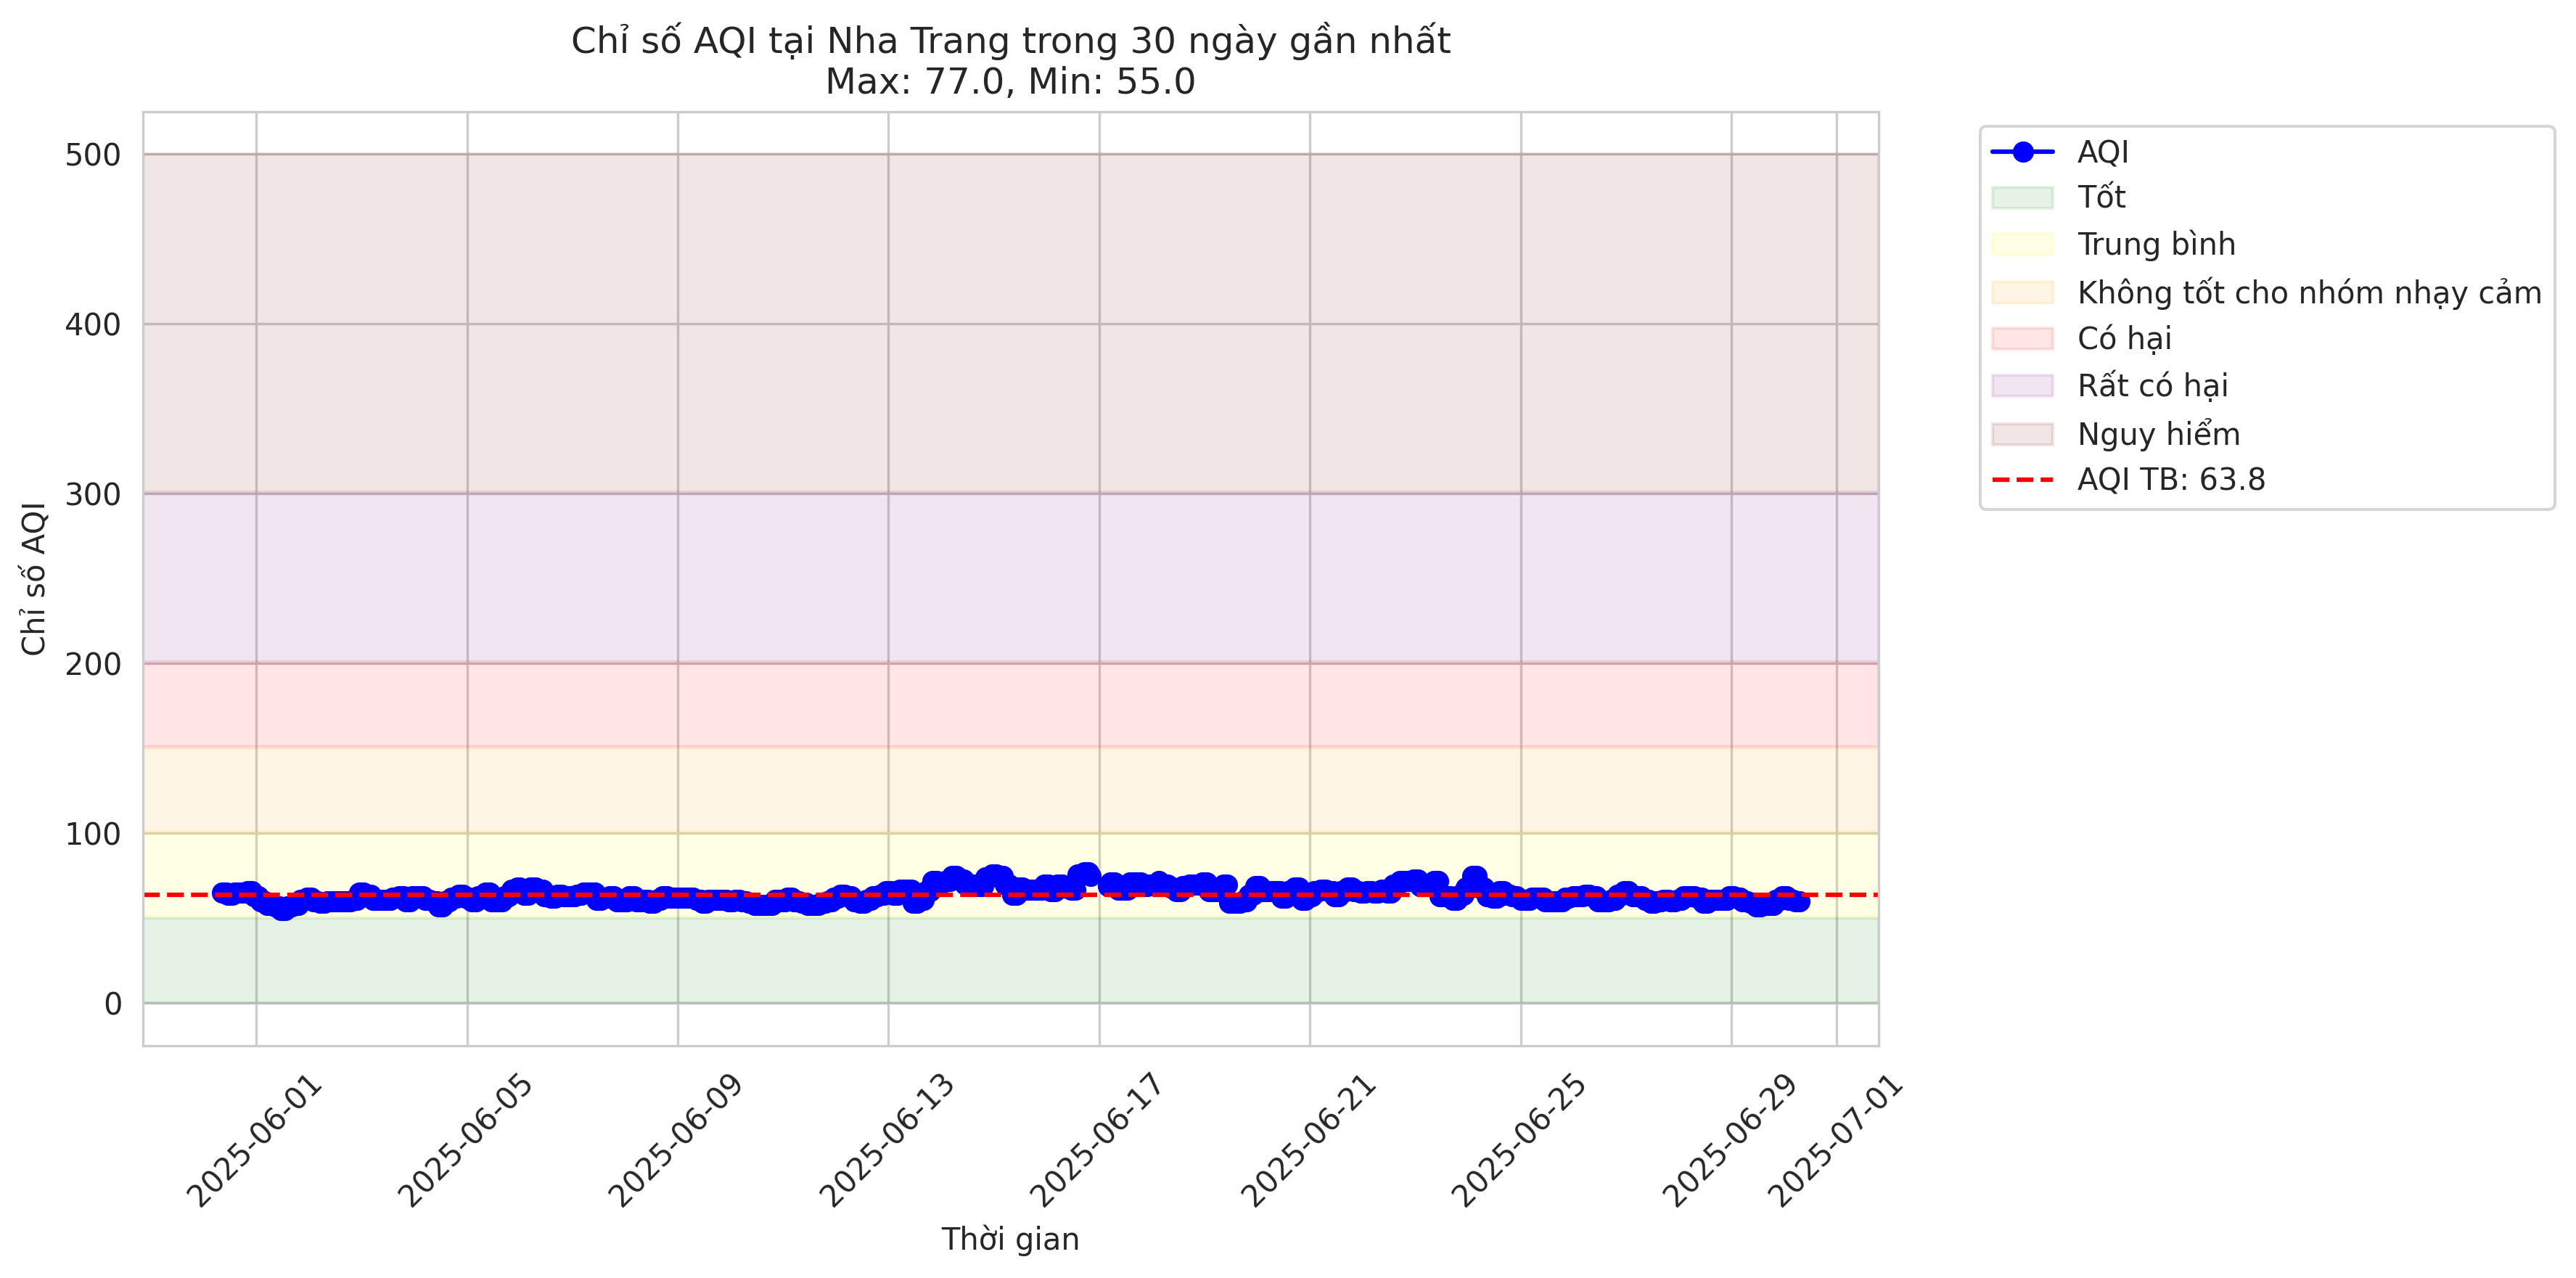 Chỉ số AQI tại Nha Trang trong 30 ngày gần nhất
Max: 77.0, Min: 55.0
Chỉ số AQI
500
400
300
200
100
0
2025-06-01
2025-06-05
2025-06-09
2025-06-13
2025-06-17
2025-06-21
2025-06-25
2025-06-29
2025-07-01
Thời gian
AQI
Tốt
Trung bình
Không tốt cho nhóm nhạy cảm
Có hại
Rất có hại
Nguy hiểm
AQI TB: 63.8